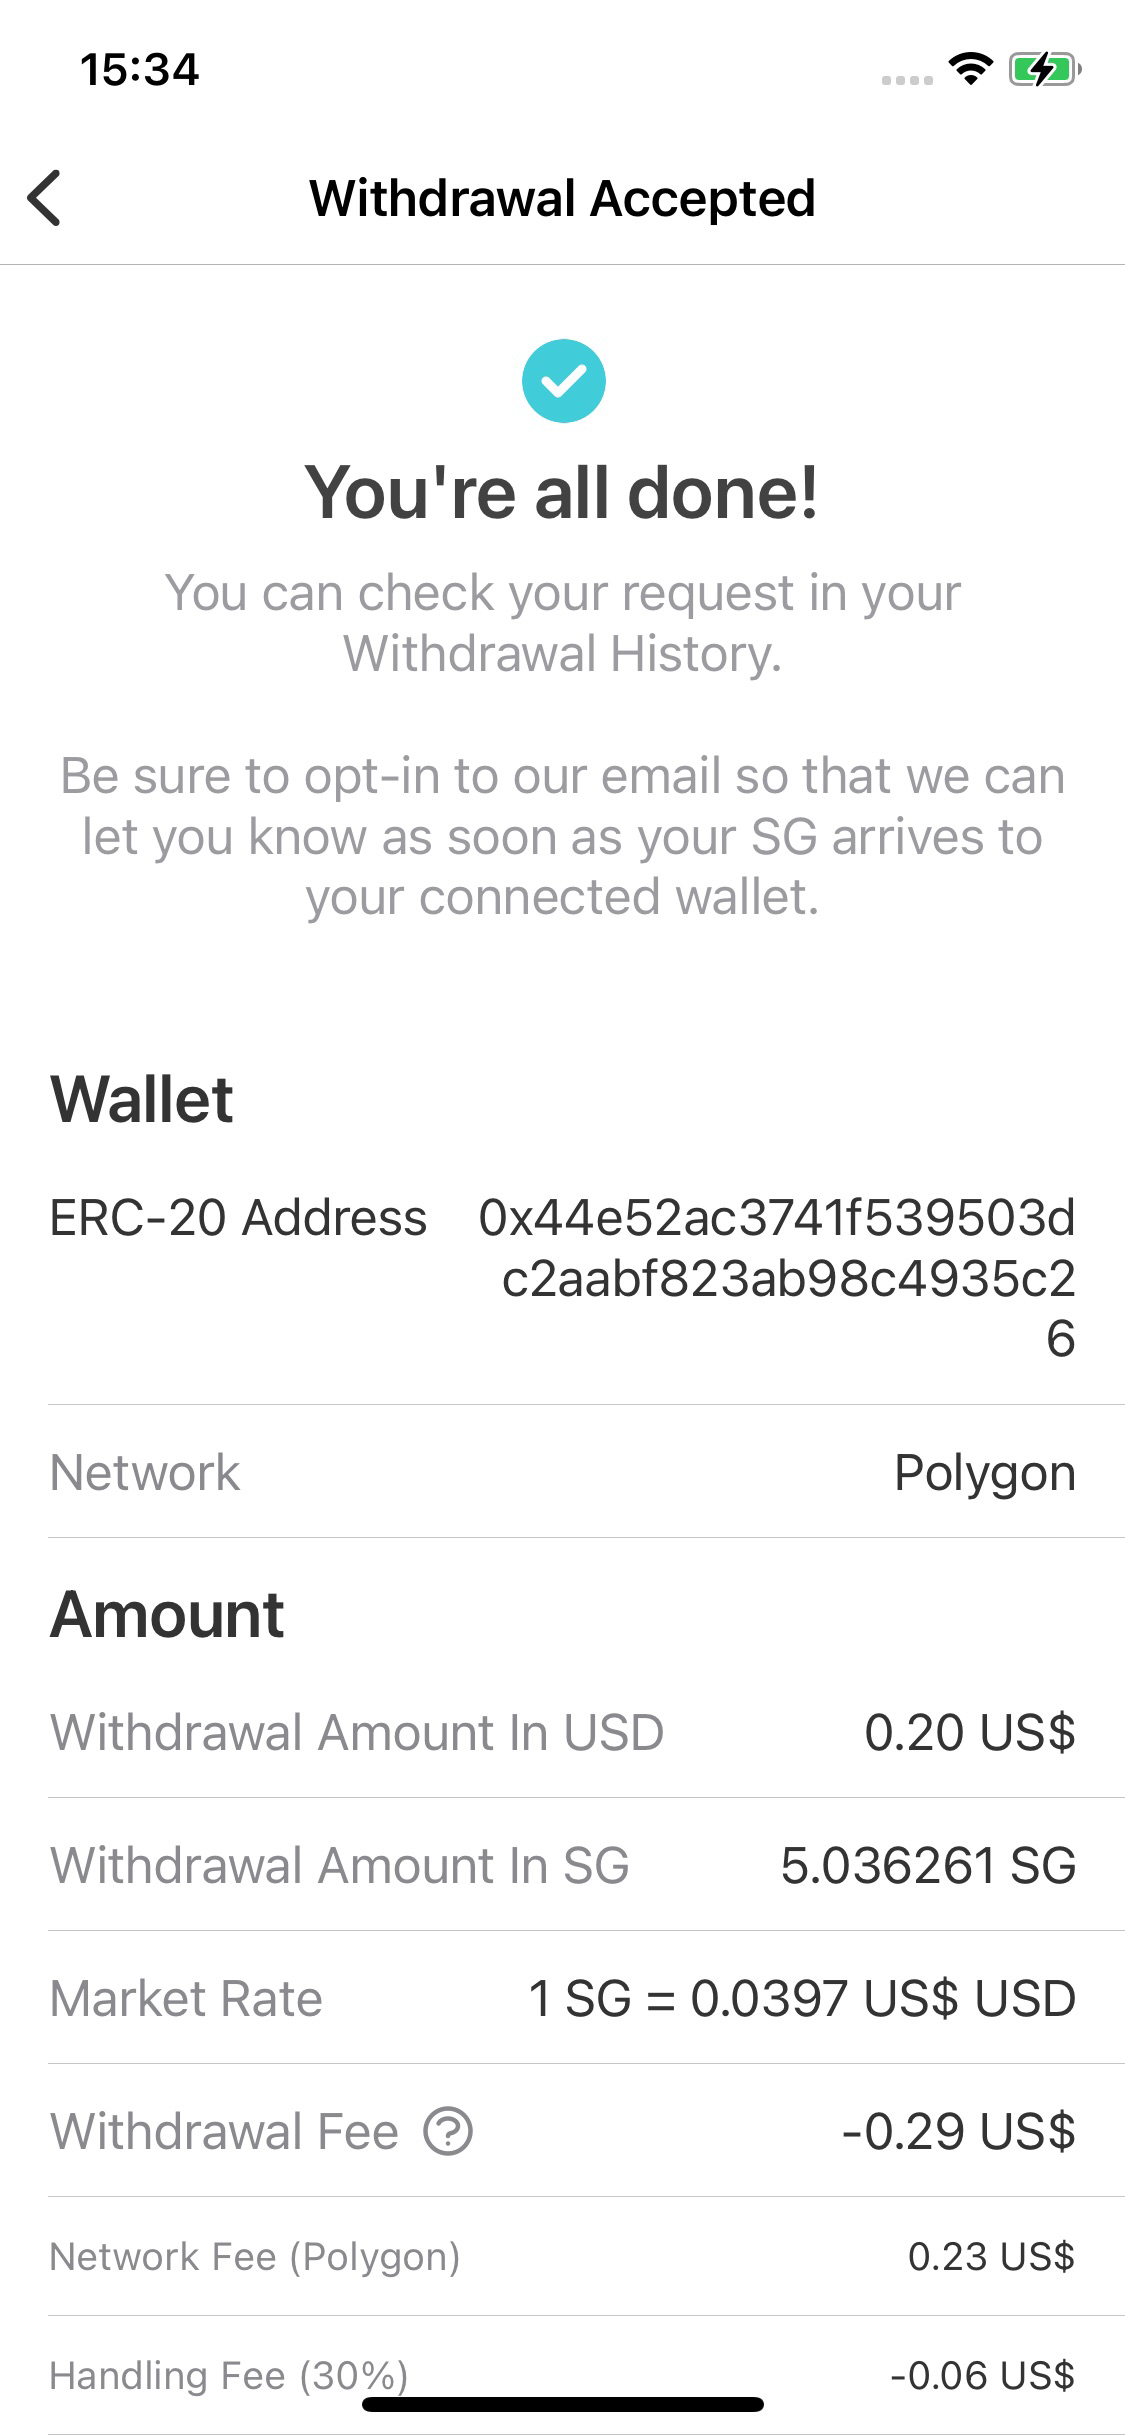 15:34
Withdrawal Accepted
You're all done!
You can check your request in your
Withdrawal History.
Be sure to opt-in to our email so that we can
let you know as soon as your SG arrives to
your connected wallet.
Wallet
ERC-20 Address 0x44e52ac3741f539503d
c2aabf823ab98c4935c2
6
Network Polygon
Amount
Withdrawal Amount In USD 0.20 US$
Withdrawal Amount In SG 5.036261 SG
Market Rate 1 SG = 0.0397 US$ USD
Withdrawal Fee ? -0.29 US$
Network Fee (Polygon) 0.23 US$
Handling Fee (30%) -0.06 US$